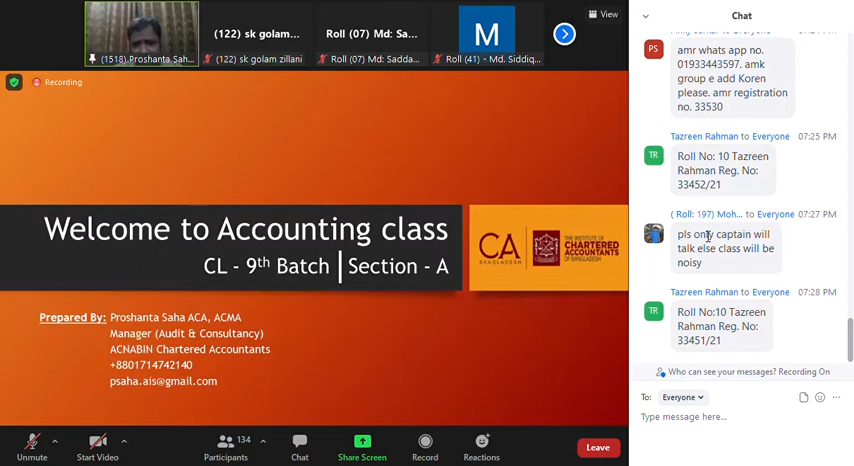 (122) sk golam...
Roll (07) Md: Sa...
M
View
(1518) Proshanta Sah...
(122) sk golam zillani
Roll (07) Md: Sadda...
Roll (41) - Md. Siddiq...
Recording
Welcome to Accounting class
CL - 9th Batch | Section - A
CA
BANGLADESH
THE INSTITUTE OF
CHARTERED
ACCOUNTANTS
OF BANGLADESH
Prepared By: Proshanta Saha ACA, ACMA
Manager (Audit & Consultancy)
ACNABIN Chartered Accountants
+8801714742140
psaha.ais@gmail.com
Unmute
Start Video
134
Participants
Chat
Share Screen
Record
Reactions
Leave
Chat
PS
amr whats app no.
01933443597. amk
group e add Koren
please. amr registration
no. 33530
Tazreen Rahman to Everyone 07:25 PM
TR
Roll No: 10 Tazreen
Rahman Reg. No:
33452/21
( Roll: 197) Moh... to Everyone 07:27 PM
pls only captain will
talk else class will be
noisy
Tazreen Rahman to Everyone 07:28 PM
TR
Roll No:10 Tazreen
Rahman Reg. No:
33451/21
Who can see your messages? Recording On
To: Everyone
Type message here...